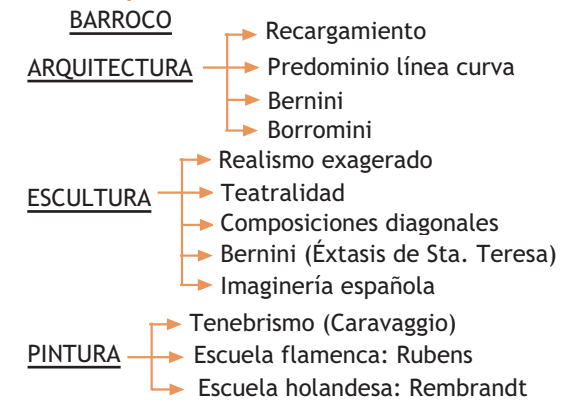 BARROCO
Recargamiento
ARQUITECTURA
Predominio línea curva
Bernini
Borromini
Realismo exagerado
ESCULTURA
Teatralidad
Composiciones diagonales
Bernini (Éxtasis de Sta. Teresa)
Imaginería española
Tenebrismo (Caravaggio)
PINTURA
Escuela flamenca: Rubens
Escuela holandesa: Rembrandt